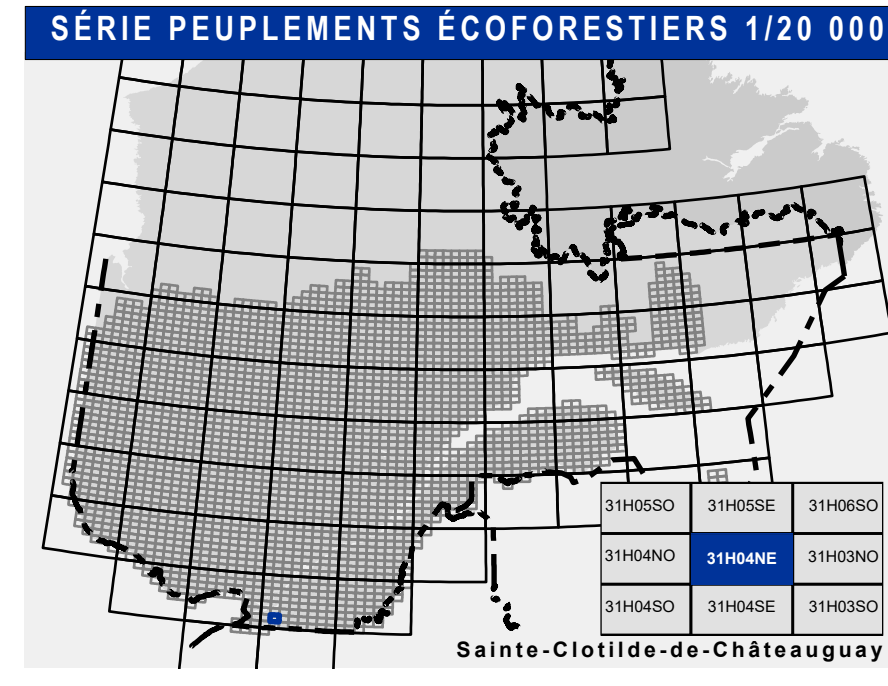 SÉRIE PEUPLEMENTS ÉCOFORESTIERS 1/20 000
31H05SO 31H05SE 31H06SO
31H04NO 31H04NE 31H03NO
31H04SO 31H04SE 31H03SO
Sainte-Clotilde-de-Châteauguay